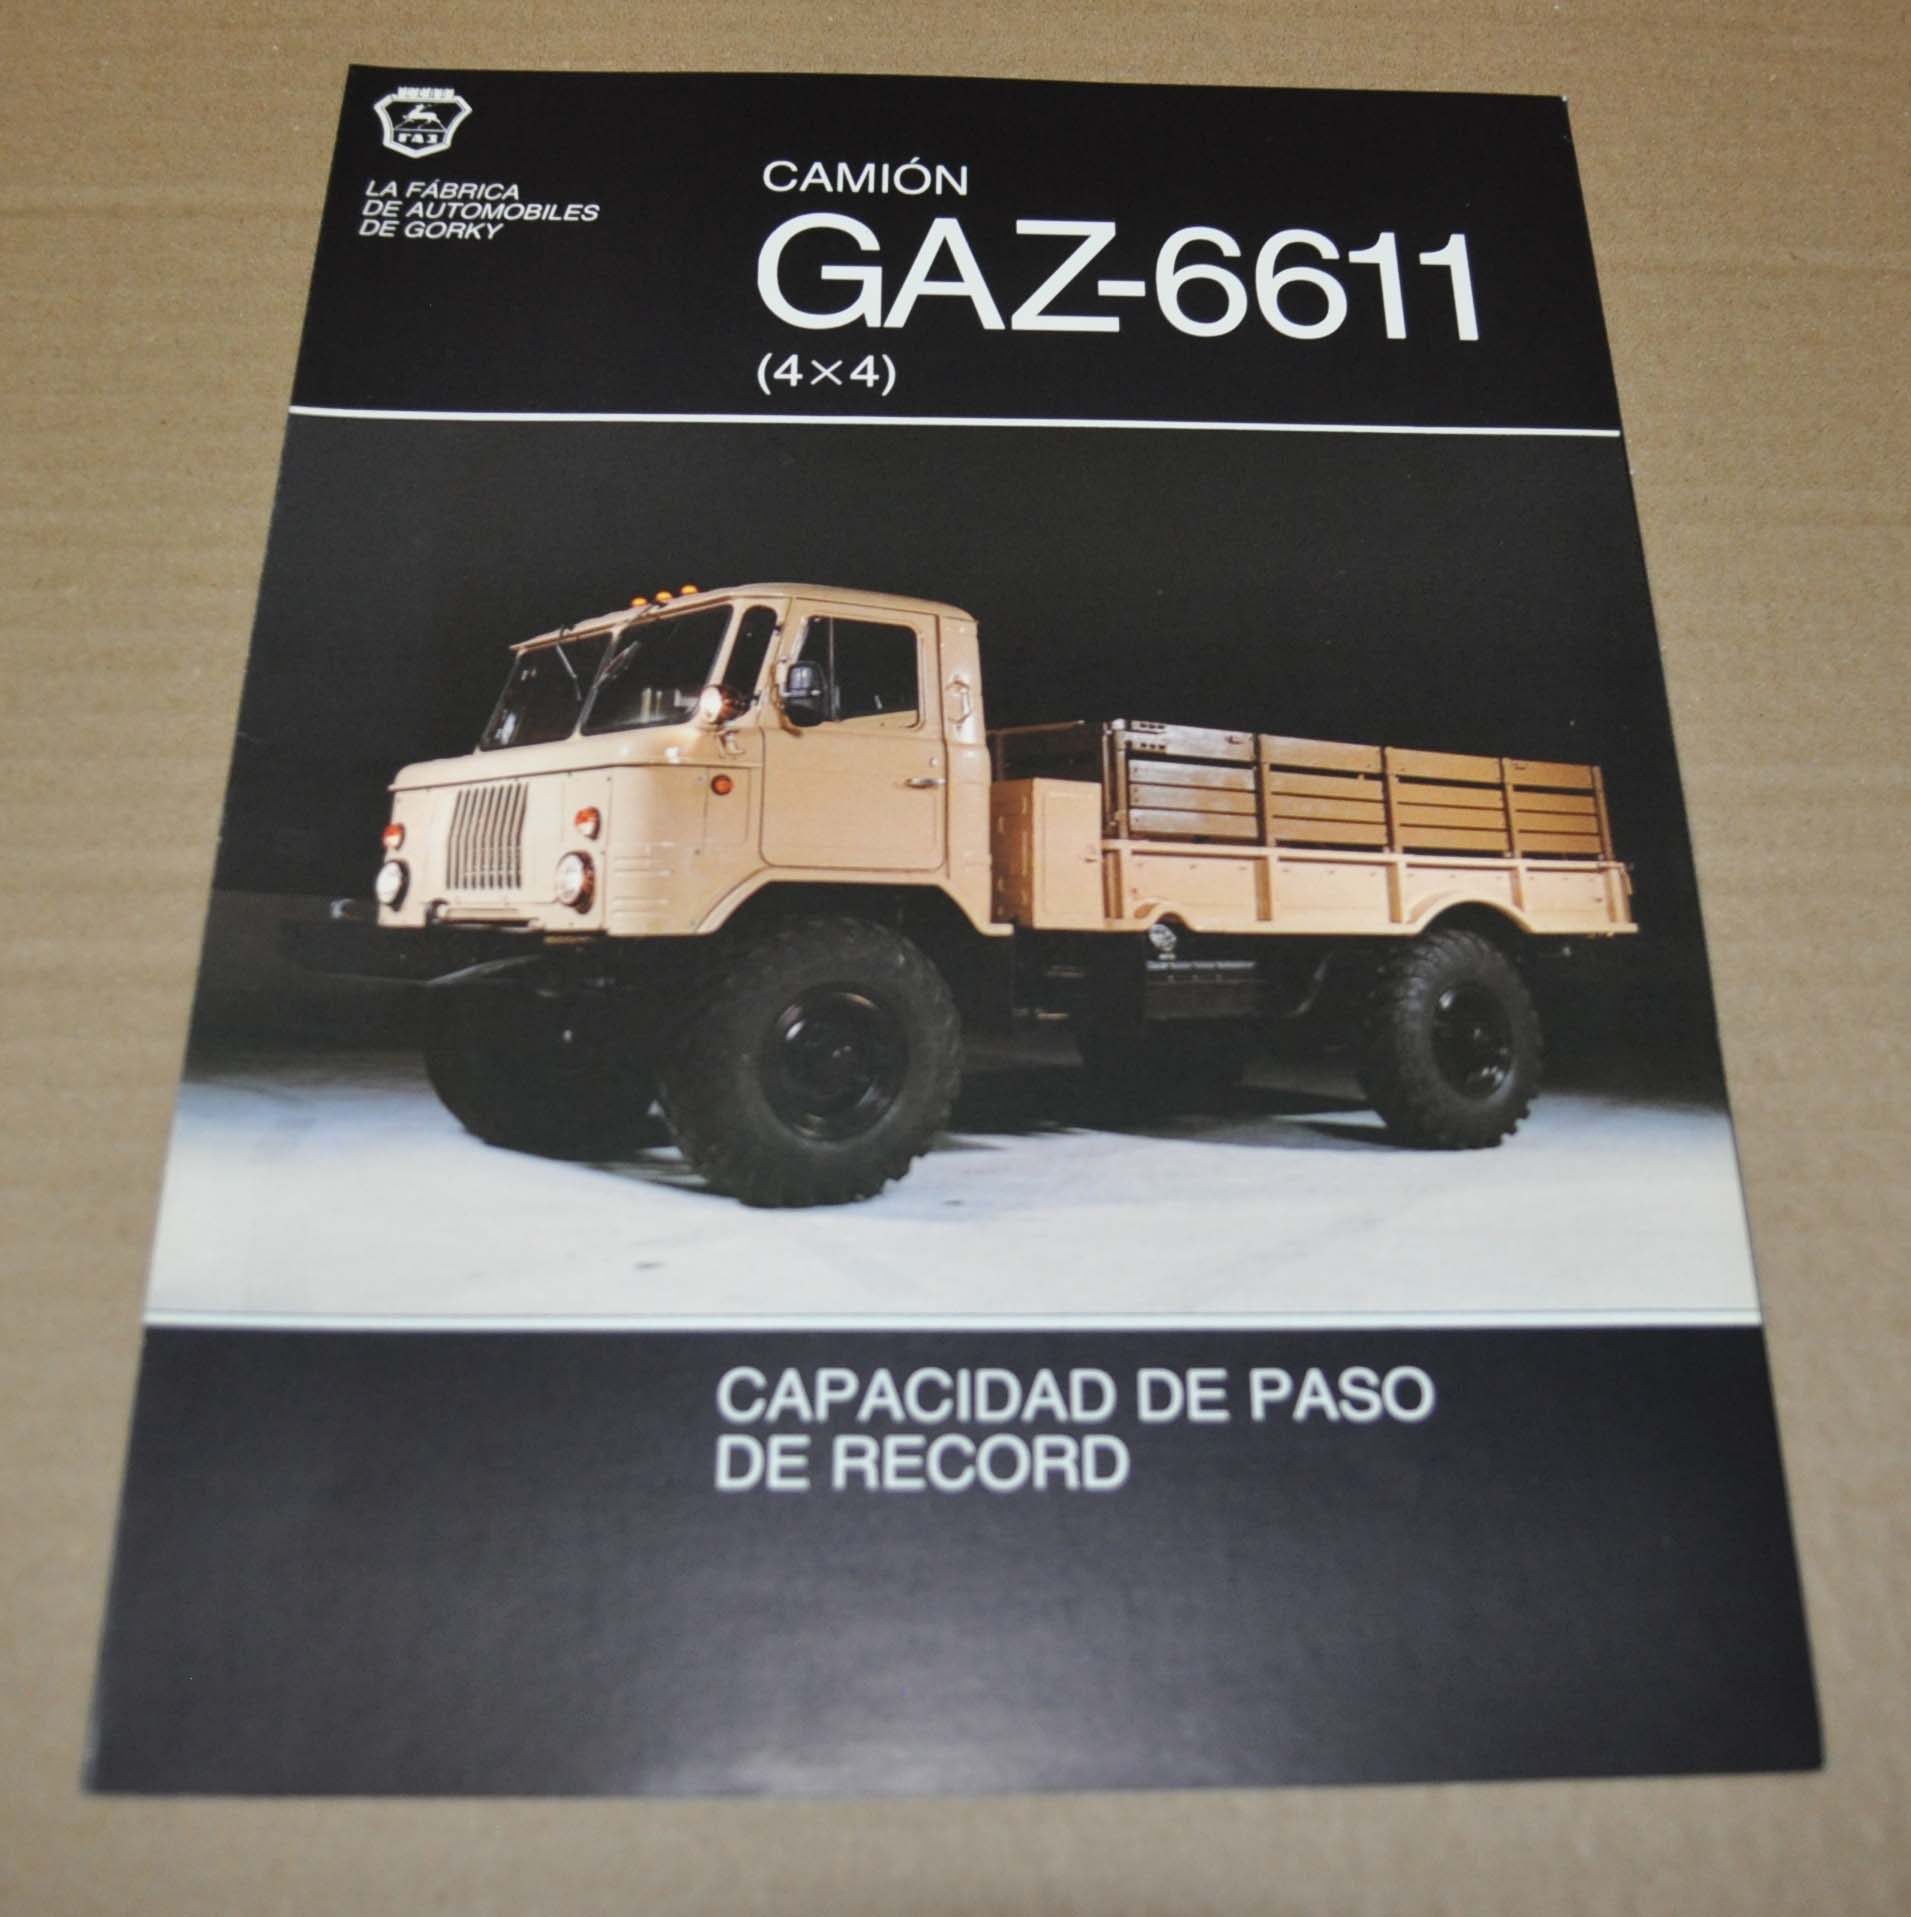 ГАЗ
LA FÁBRICA
DE AUTOMOBILES
DE GORKY
CAMIÓN
GAZ-6611
(4×4)
CAPACIDAD DE PASO
DE RECORD